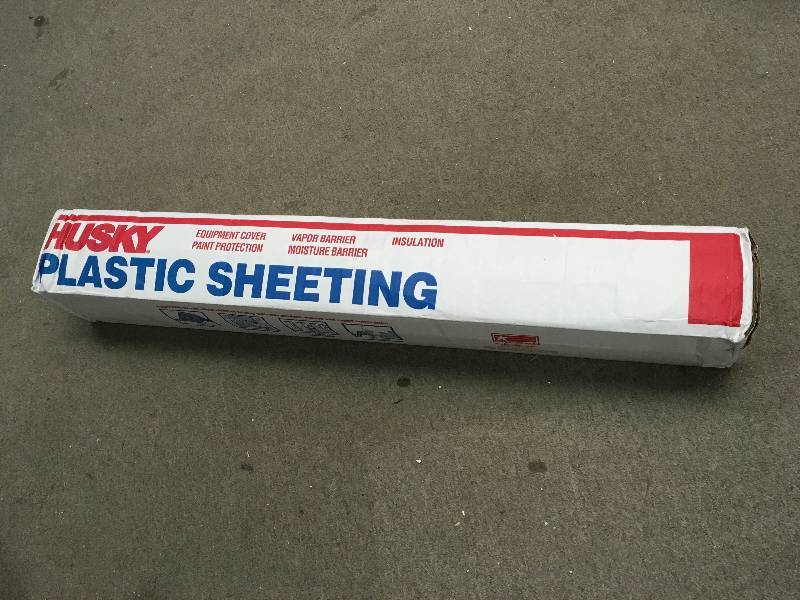 HUSKY
EQUIPMENT COVER VAPOR BARRIER INSULATION
PAINT PROTECTION MOISTURE BARRIER
PLASTIC SHEETING